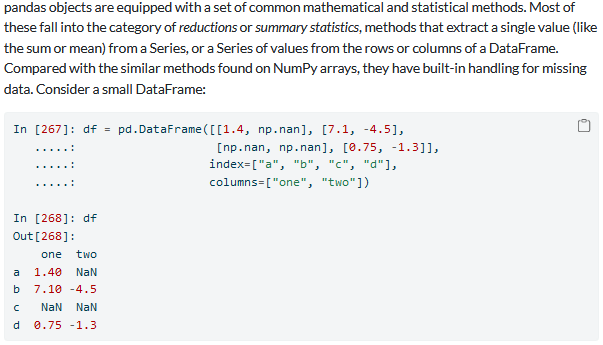 pandas objects are equipped with a set of common mathematical and statistical methods. Most of
these fall into the category of reductions or summary statistics, methods that extract a single value (like
the sum or mean) from a Series, or a Series of values from the rows or columns of a DataFrame.
Compared with the similar methods found on NumPy arrays, they have built-in handling for missing
data. Consider a small DataFrame:
In [267]: df = pd.DataFrame([[1.4, np.nan], [7.1, -4.5],
   .....:                    [np.nan, np.nan], [0.75, -1.3]],
   .....:                   index=["a", "b", "c", "d"],
   .....:                   columns=["one", "two"])
In [268]: df
Out[268]:
    one  two
a  1.40  NaN
b  7.10 -4.5
c   NaN  NaN
d  0.75 -1.3